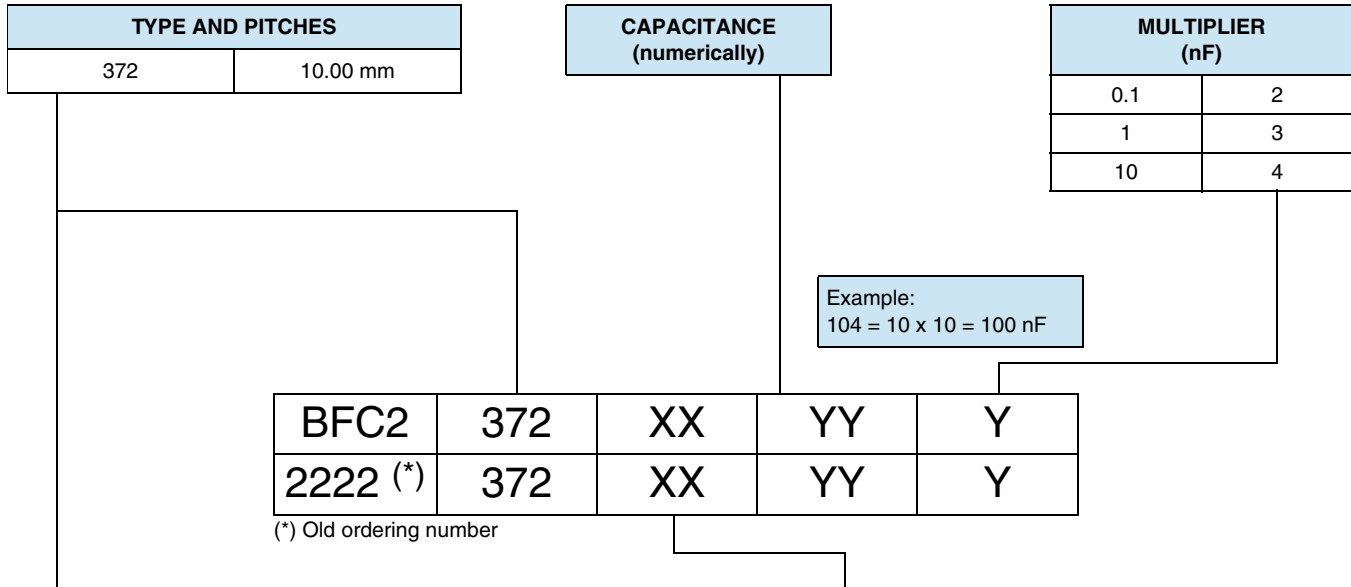 TYPE AND PITCHES
372 10.00 mm
CAPACITANCE
(numerically)
MULTIPLIER
(nF)
0.1 2
1 3
10 4
Example:
104 = 10 x 10 = 100 nF
BFC2 372 XX YY Y
2222 (*) 372 XX YY Y
(*) Old ordering number